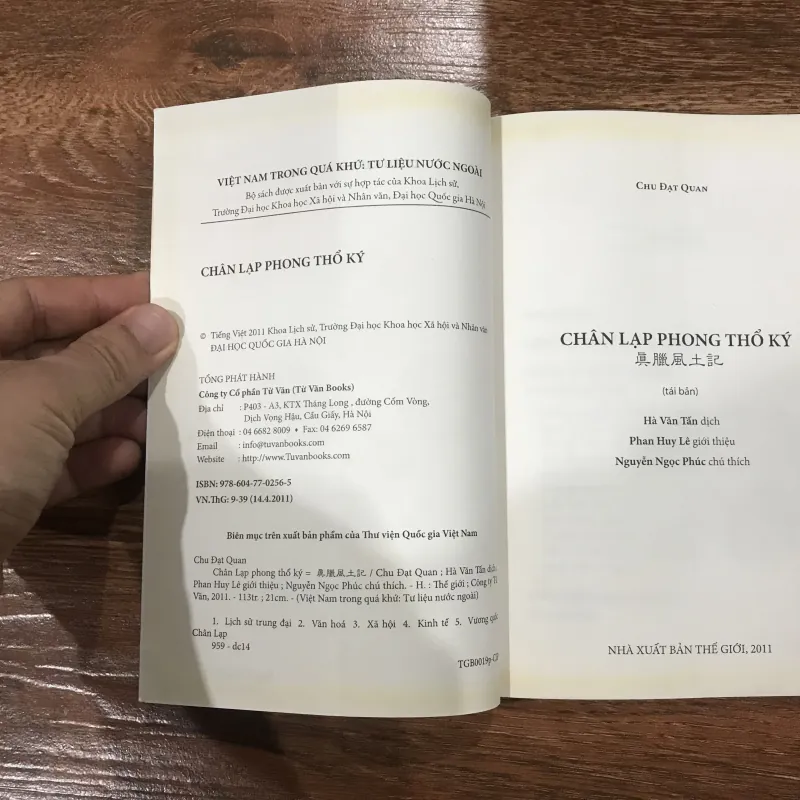 VIỆT NAM TRONG QUÁ KHỨ: TƯ LIỆU NƯỚC NGOÀI
Bộ sách được xuất bản với sự hợp tác của Khoa Lịch sử,
Trường Đại học Khoa học Xã hội và Nhân văn, Đại học Quốc gia Hà Nội
CHÂN LẠP PHONG THỔ KÝ
© Tiếng Việt 2011 Khoa Lịch sử, Trường Đại học Khoa học Xã hội và Nhân văn
ĐẠI HỌC QUỐC GIA HÀ NỘI
TỔNG PHÁT HÀNH
Công ty Cổ phần Từ Văn (Từ Văn Books)
Địa chỉ : P403 - A3, KTX Thăng Long, đường Cốm Vòng,
Dịch Vọng Hậu, Cầu Giấy, Hà Nội
Điện thoại : 04 6682 8009 • Fax: 04 6269 6587
Email : info@tuvanbooks.com
Website : http://www.Tuvanbooks.com
ISBN: 978-604-77-0256-5
VN.ThG: 9-39 (14.4.2011)
Biên mục trên xuất bản phẩm của Thư viện Quốc gia Việt Nam
Chu Đạt Quan
Chân Lạp phong thổ ký = 眞臘風土記 / Chu Đạt Quan ; Hà Văn Tấn dịch;
Phan Huy Lê giới thiệu ; Nguyễn Ngọc Phúc chú thích. - H. : Thế giới ; Công ty Từ
Văn, 2011. - 113tr. ; 21cm. - (Việt Nam trong quá khứ: Tư liệu nước ngoài)
1. Lịch sử trung đại 2. Văn hoá 3. Xã hội 4. Kinh tế 5. Vương quốc
Chân Lạp
959 - dc14
TGB0019p-CIP
CHU ĐẠT QUAN
CHÂN LẠP PHONG THỔ KÝ
眞臘風土記
(tái bản)
Hà Văn Tấn dịch
Phan Huy Lê giới thiệu
Nguyễn Ngọc Phúc chú thích
NHÀ XUẤT BẢN THẾ GIỚI, 2011